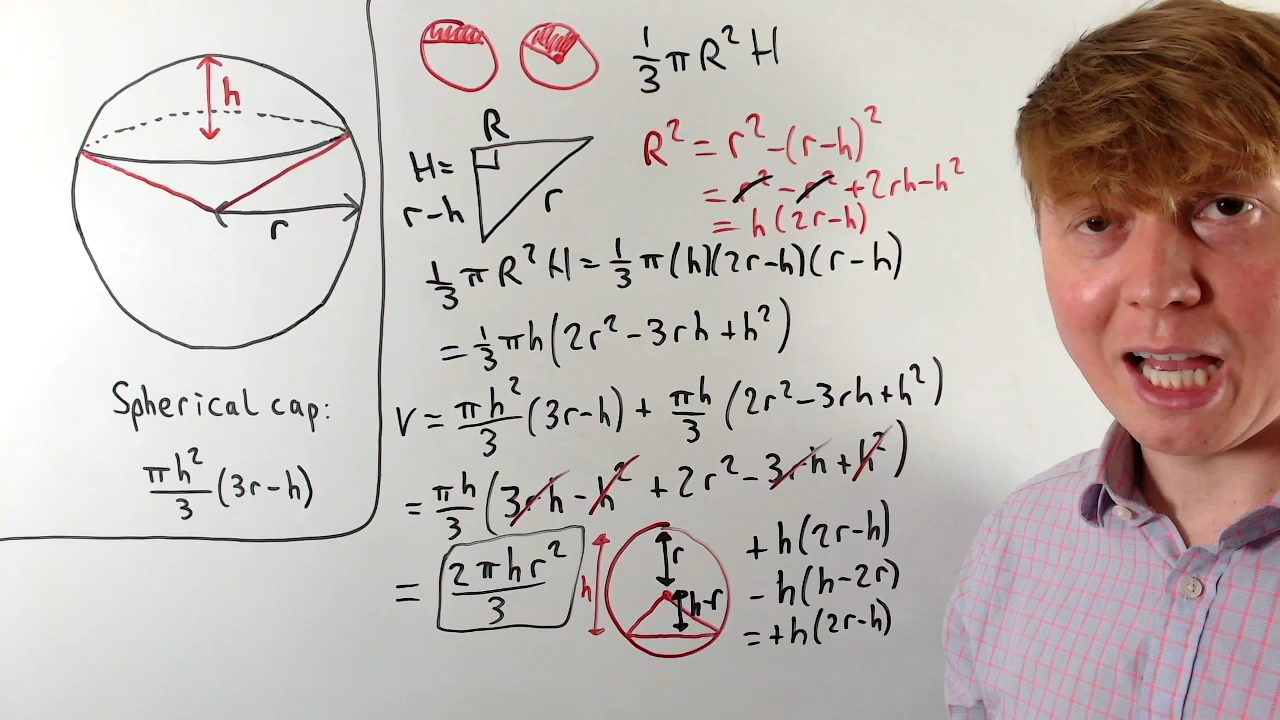 h
r
Spherical cap:
πh²/3 (3r-h)
1/3 πR²H
R
H=
r-h
r
R² = r² - (r-h)²
= r² - r² + 2rh - h²
= h(2r-h)
1/3 πR²H = 1/3 π(h)(2r-h)(r-h)
= 1/3 πh(2r² - 3rh + h²)
V = πh²/3 (3r-h) + πh/3 (2r² - 3rh + h²)
= πh/3 (3rh - h² + 2r² - 3rh + h²)
= 2πhr²/3
h
r
h-r
+h(2r-h)
-h(h-2r)
=+h(2r-h)